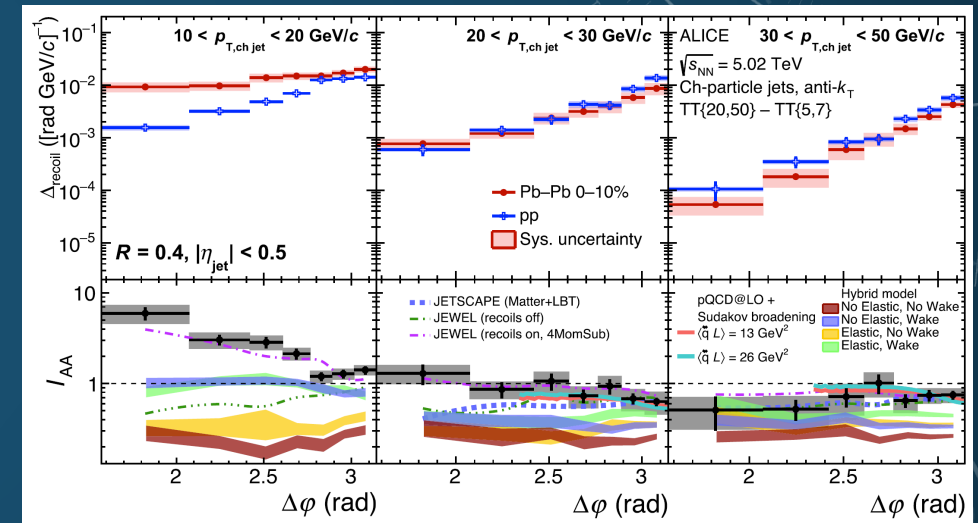 10 < p_T,ch jet < 20 GeV/c
20 < p_T,ch jet < 30 GeV/c
30 < p_T,ch jet < 50 GeV/c
ALICE
√s_NN = 5.02 TeV
Ch-particle jets, anti-k_T
TT{20,50} − TT{5,7}
Δ_recoil ([rad GeV/c]⁻¹)
10⁻¹
10⁻²
10⁻³
10⁻⁴
10⁻⁵
R = 0.4, |η_jet| < 0.5
Pb–Pb 0–10%
pp
Sys. uncertainty
I_AA
10
1
JETSCAPE (Matter+LBT)
JEWEL (recoils off)
JEWEL (recoils on, 4MomSub)
pQCD@LO +
Sudakov broadening
⟨q̂ L⟩ = 13 GeV²
⟨q̂ L⟩ = 26 GeV²
Hybrid model
No Elastic, No Wake
No Elastic, Wake
Elastic, No Wake
Elastic, Wake
2 2.5 3
2 2.5 3
2 2.5 3
Δφ (rad)
Δφ (rad)
Δφ (rad)